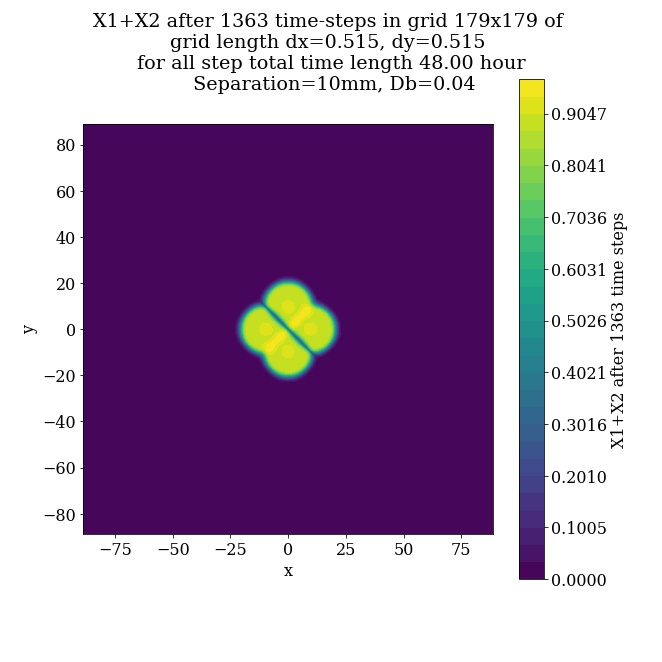 X1+X2 after 1363 time-steps in grid 179x179 of
grid length dx=0.515, dy=0.515
for all step total time length 48.00 hour
Separation=10mm, Db=0.04
80
60
40
20
0
−20
−40
−60
−80
y
−75 −50 −25 0 25 50 75
x
0.9047
0.8041
0.7036
0.6031
0.5026
0.4021
0.3016
0.2010
0.1005
0.0000
X1+X2 after 1363 time steps